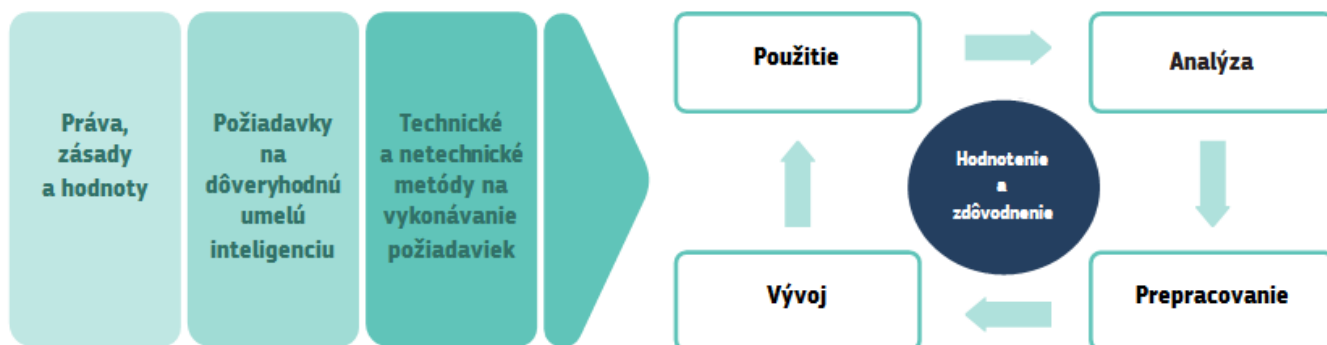 Práva,
zásady
a hodnoty
Požiadavky
na
dôveryhodnú
umelú
inteligenciu
Technické
a netechnické
metódy na
vykonávanie
požiadaviek
Použitie
Analýza
Hodnotenie
a
zdôvodnenie
Vývoj
Prepracovanie